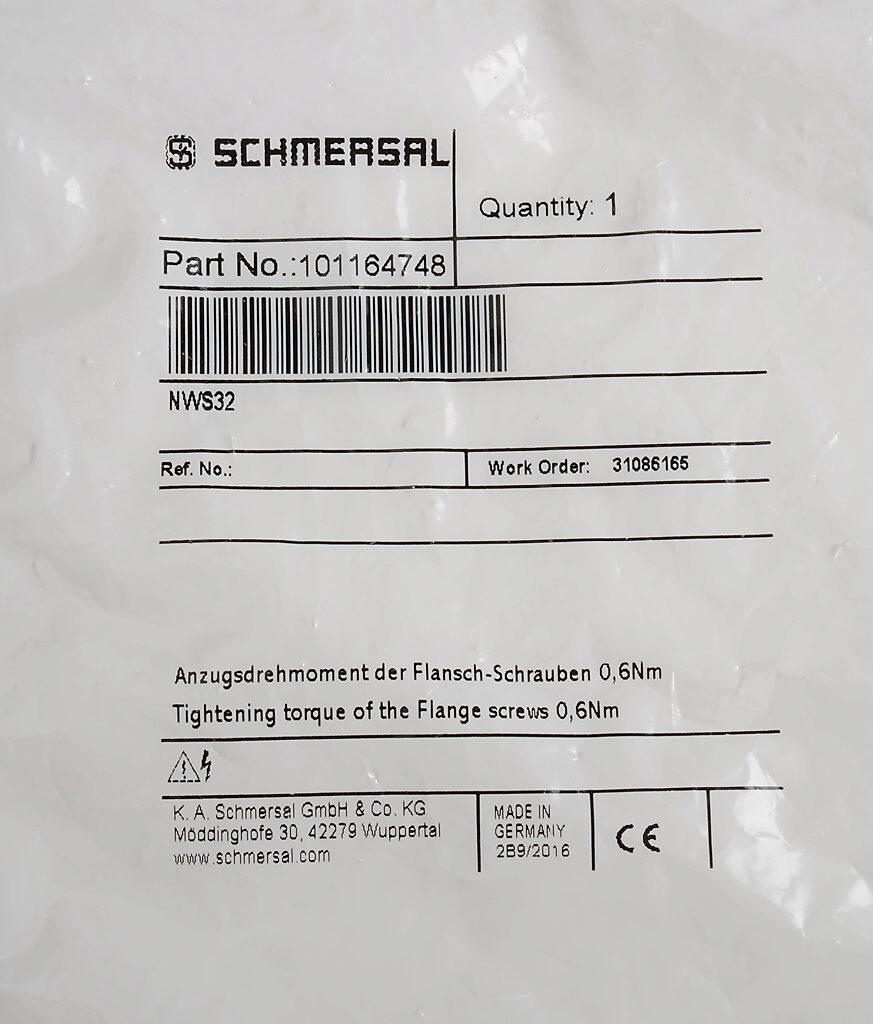 SCHMERSAL
Quantity: 1
Part No.:101164748
NWS32
Ref. No.:
Work Order: 31086165
Anzugsdrehmoment der Flansch-Schrauben 0,6Nm
Tightening torque of the Flange screws 0,6Nm
K. A. Schmersal GmbH & Co. KG
Möddinghofe 30, 42279 Wuppertal
www.schmersal.com
MADE IN
GERMANY
2B9/2016
CE